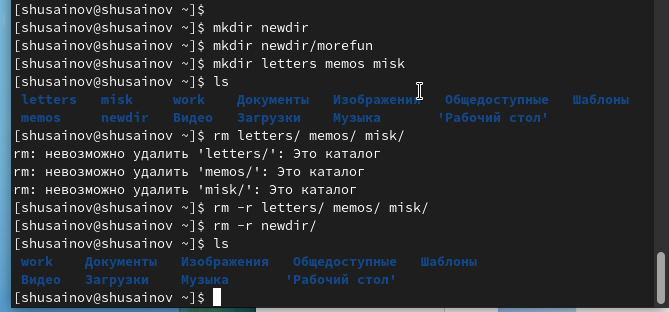 [shusainov@shusainov ~]$
[shusainov@shusainov ~]$ mkdir newdir
[shusainov@shusainov ~]$ mkdir newdir/morefun
[shusainov@shusainov ~]$ mkdir letters memos misk
[shusainov@shusainov ~]$ ls
letters misk work Документы Изображения Общедоступные Шаблоны
memos newdir Видео Загрузки Музыка 'Рабочий стол'
[shusainov@shusainov ~]$ rm letters/ memos/ misk/
rm: невозможно удалить 'letters/': Это каталог
rm: невозможно удалить 'memos/': Это каталог
rm: невозможно удалить 'misk/': Это каталог
[shusainov@shusainov ~]$ rm -r letters/ memos/ misk/
[shusainov@shusainov ~]$ rm -r newdir/
[shusainov@shusainov ~]$ ls
work Документы Изображения Общедоступные Шаблоны
Видео Загрузки Музыка 'Рабочий стол'
[shusainov@shusainov ~]$